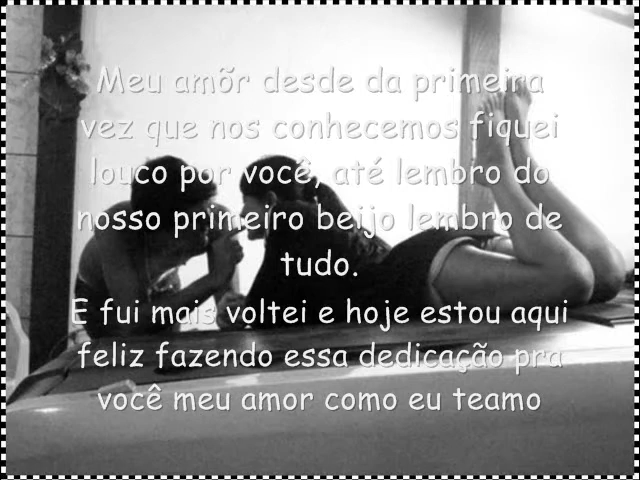 Meu amõr desde da primeira
vez que nos conhecemos fiquei
louco por você, até lembro do
nosso primeiro beijo lembro de
tudo.
E fui mais voltei e hoje estou aqui
feliz fazendo essa dedicação pra
você meu amor como eu teamo